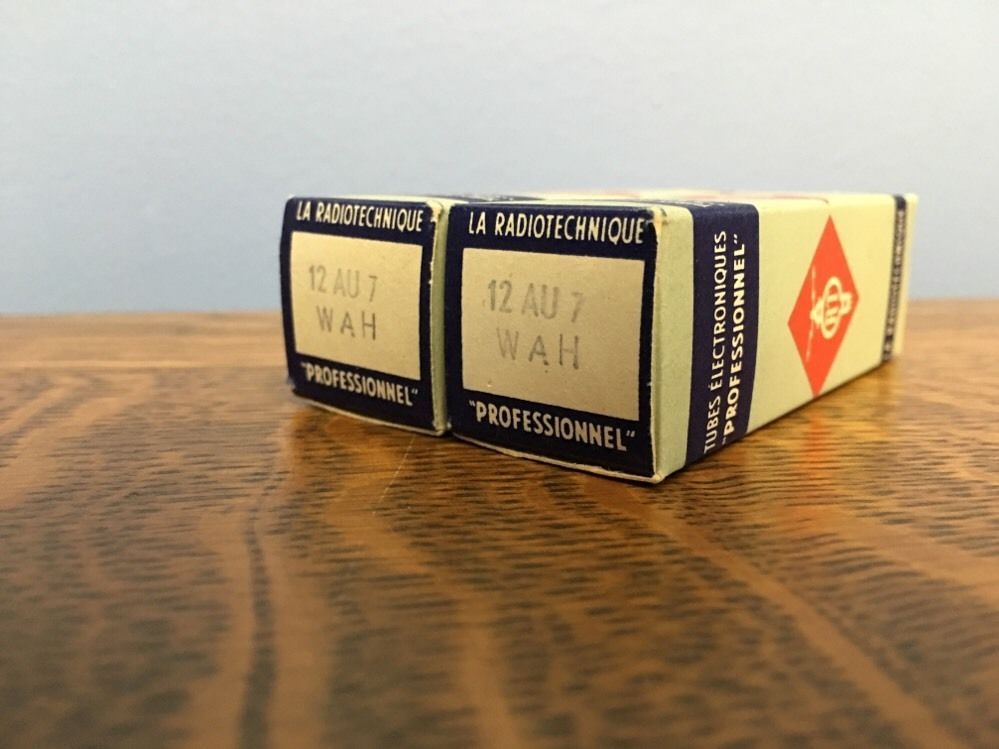 LA RADIOTECHNIQUE
12 AU 7
WAH
"PROFESSIONNEL"
LA RADIOTECHNIQUE
12 AU 7
WAH
"PROFESSIONNEL"
TUBES ÉLECTRONIQUES
"PROFESSIONNEL"